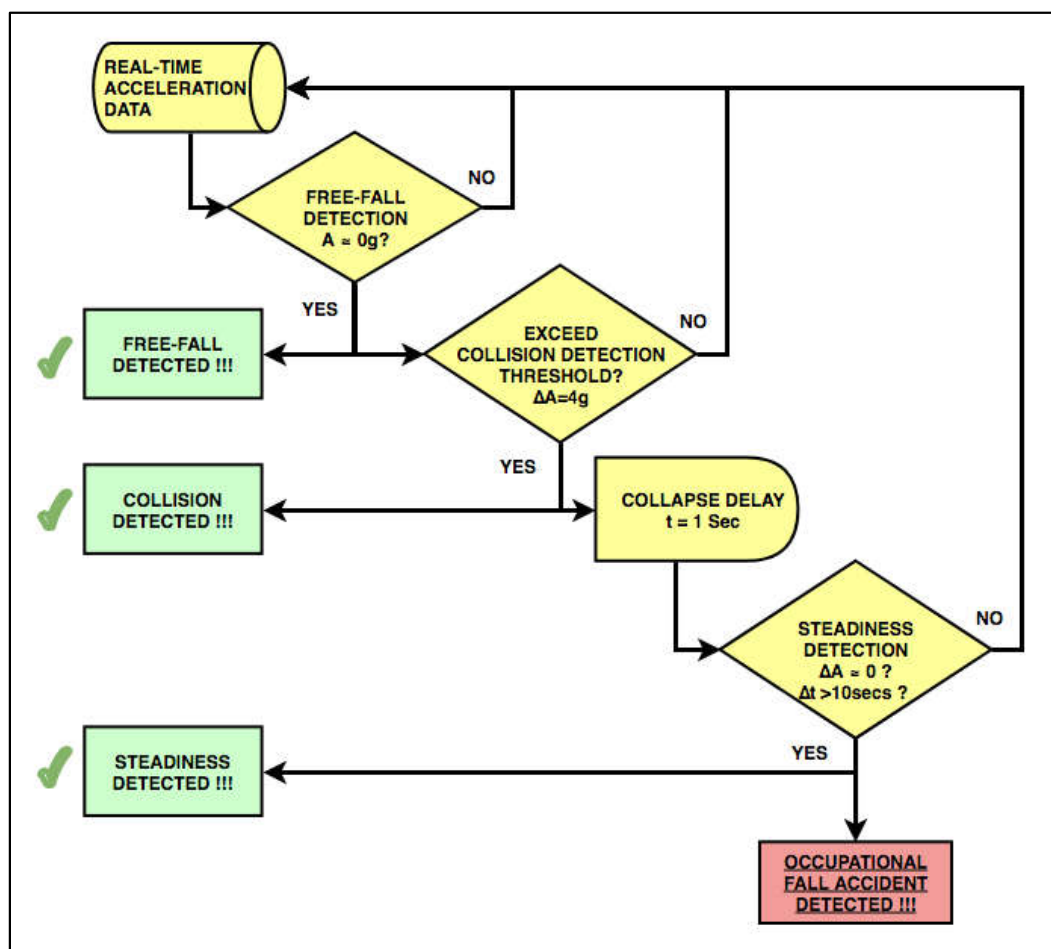 REAL-TIME
ACCELERATION
DATA
FREE-FALL
DETECTION
A ≃ 0g?
NO
YES
FREE-FALL
DETECTED !!!
EXCEED
COLLISION DETECTION
THRESHOLD?
ΔA=4g
NO
YES
COLLISION
DETECTED !!!
COLLAPSE DELAY
t = 1 Sec
STEADINESS
DETECTION
ΔA ≃ 0 ?
Δt >10secs ?
NO
YES
STEADINESS
DETECTED !!!
OCCUPATIONAL
FALL ACCIDENT
DETECTED !!!